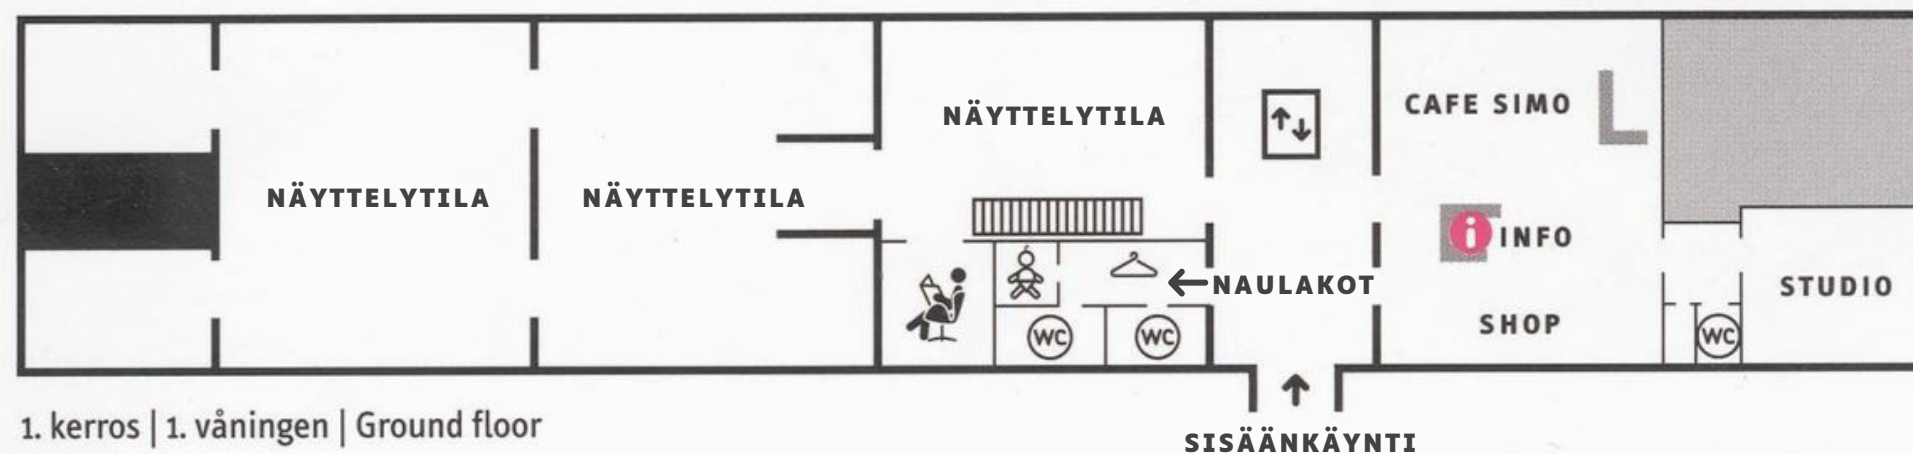 NÄYTTELYTILA
NÄYTTELYTILA
NÄYTTELYTILA
CAFE SIMO
i INFO
NAULAKOT
SHOP
STUDIO
WC
WC
WC
SISÄÄNKÄYNTI
1. kerros | 1. våningen | Ground floor